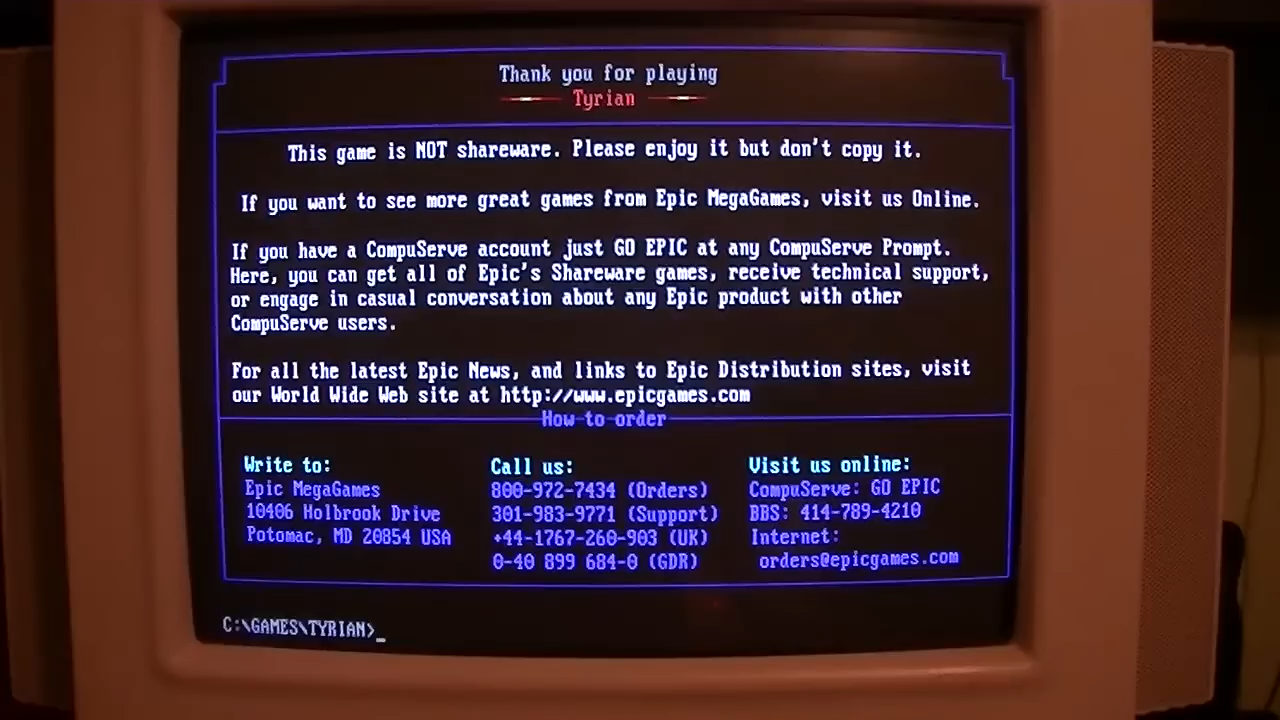 Thank you for playing
Tyrian
This game is NOT shareware. Please enjoy it but don't copy it.
If you want to see more great games from Epic MegaGames, visit us Online.
If you have a CompuServe account just GO EPIC at any CompuServe Prompt.
Here, you can get all of Epic's Shareware games, receive technical support,
or engage in casual conversation about any Epic product with other
CompuServe users.
For all the latest Epic News, and links to Epic Distribution sites, visit
our World Wide Web site at http://www.epicgames.com
How to order
Write to:
Epic MegaGames
10406 Holbrook Drive
Potomac, MD 20854 USA
Call us:
800-972-7434 (Orders)
301-983-9771 (Support)
+44-1767-260-903 (UK)
0-40 899 684-0 (GDR)
Visit us online:
CompuServe: GO EPIC
BBS: 414-789-4210
Internet:
orders@epicgames.com
C:\GAMES\TYRIAN>_